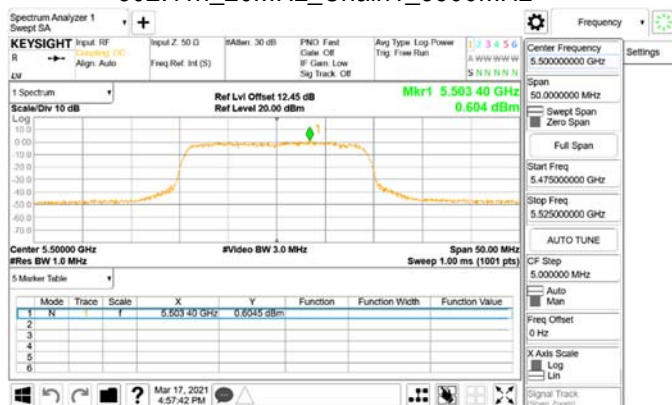 Spectrum Analyzer 1
Swept SA
Frequency
KEYSIGHT
Input: RF
Coupling: DC
Align: Auto
Input Z: 50 Ω
Freq Ref: Int (S)
#Atten: 30 dB
PNO: Fast
Gate: Off
IF Gain: Low
Sig Track: Off
Avg Type: Log-Power
Trig: Free Run
1 2 3 4 5 6
A W W W W W
S N N N N N
Center Frequency
5.500000000 GHz
Settings
Span
50.0000000 MHz
Swept Span
Zero Span
Full Span
Start Freq
5.475000000 GHz
Stop Freq
5.525000000 GHz
AUTO TUNE
CF Step
5.000000 MHz
Auto
Man
Freq Offset
0 Hz
X Axis Scale
Log
Lin
Signal Track
1 Spectrum
Scale/Div 10 dB
Ref Lvl Offset 12.45 dB
Ref Level 20.00 dBm
Mkr1 5.503 40 GHz
0.604 dBm
Log
10.0
0.00
-10.0
-20.0
-30.0
-40.0
-50.0
-60.0
-70.0
1
Center 5.50000 GHz
#Res BW 1.0 MHz
#Video BW 3.0 MHz
Span 50.00 MHz
Sweep 1.00 ms (1001 pts)
5 Marker Table
Mode Trace Scale X Y Function Function Width Function Value
1 N 1 f 5.503 40 GHz 0.6045 dBm
2
3
4
5
6
Mar 17, 2021
4:57:42 PM